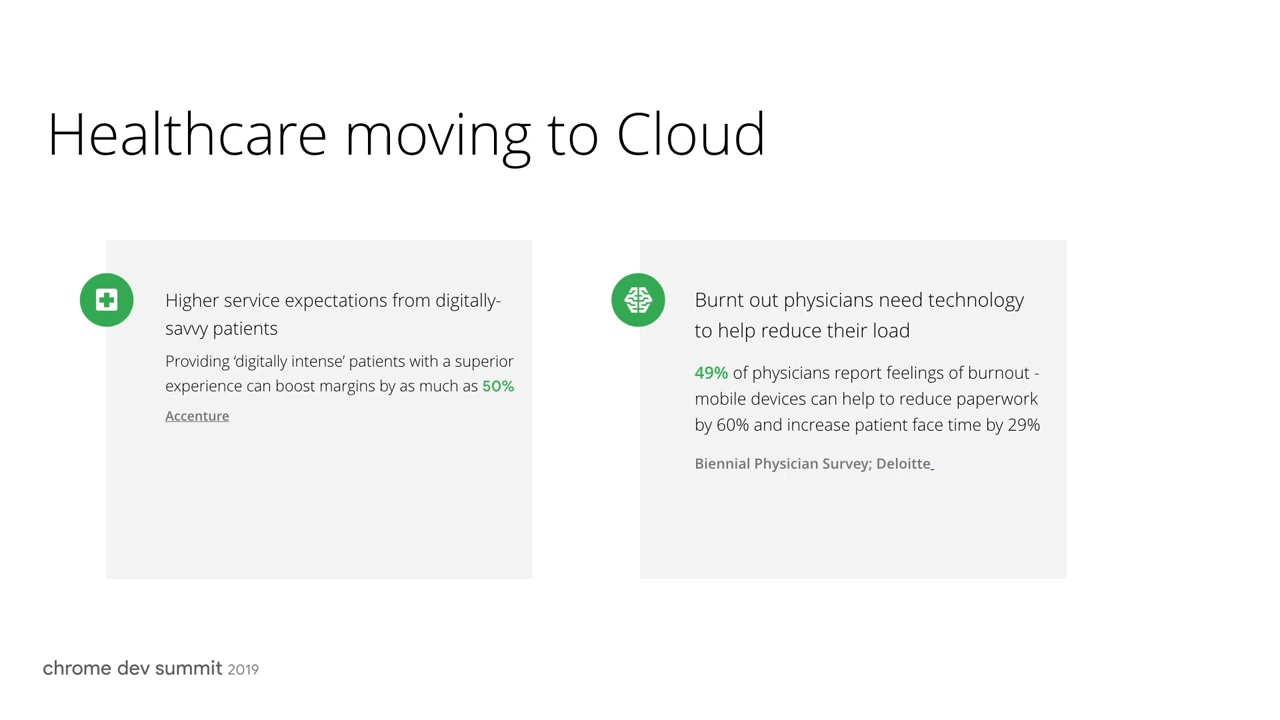 Healthcare moving to Cloud
Higher service expectations from digitally-
savvy patients
Providing ‘digitally intense’ patients with a superior
experience can boost margins by as much as 50%
Accenture
Burnt out physicians need technology
to help reduce their load
49% of physicians report feelings of burnout -
mobile devices can help to reduce paperwork
by 60% and increase patient face time by 29%
Biennial Physician Survey; Deloitte
chrome dev summit 2019